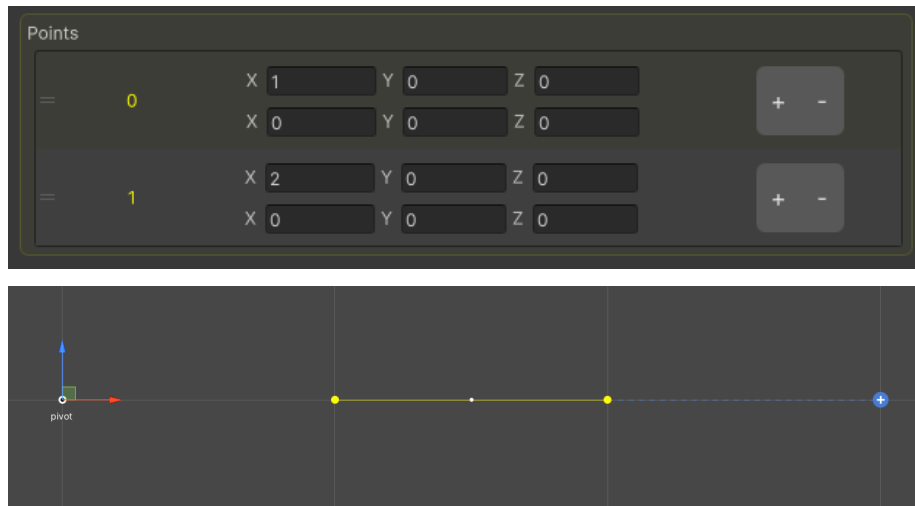 Points
0
X 1 Y 0 Z 0
+ -
X 0 Y 0 Z 0
1
X 2 Y 0 Z 0
+ -
X 0 Y 0 Z 0
pivot
+